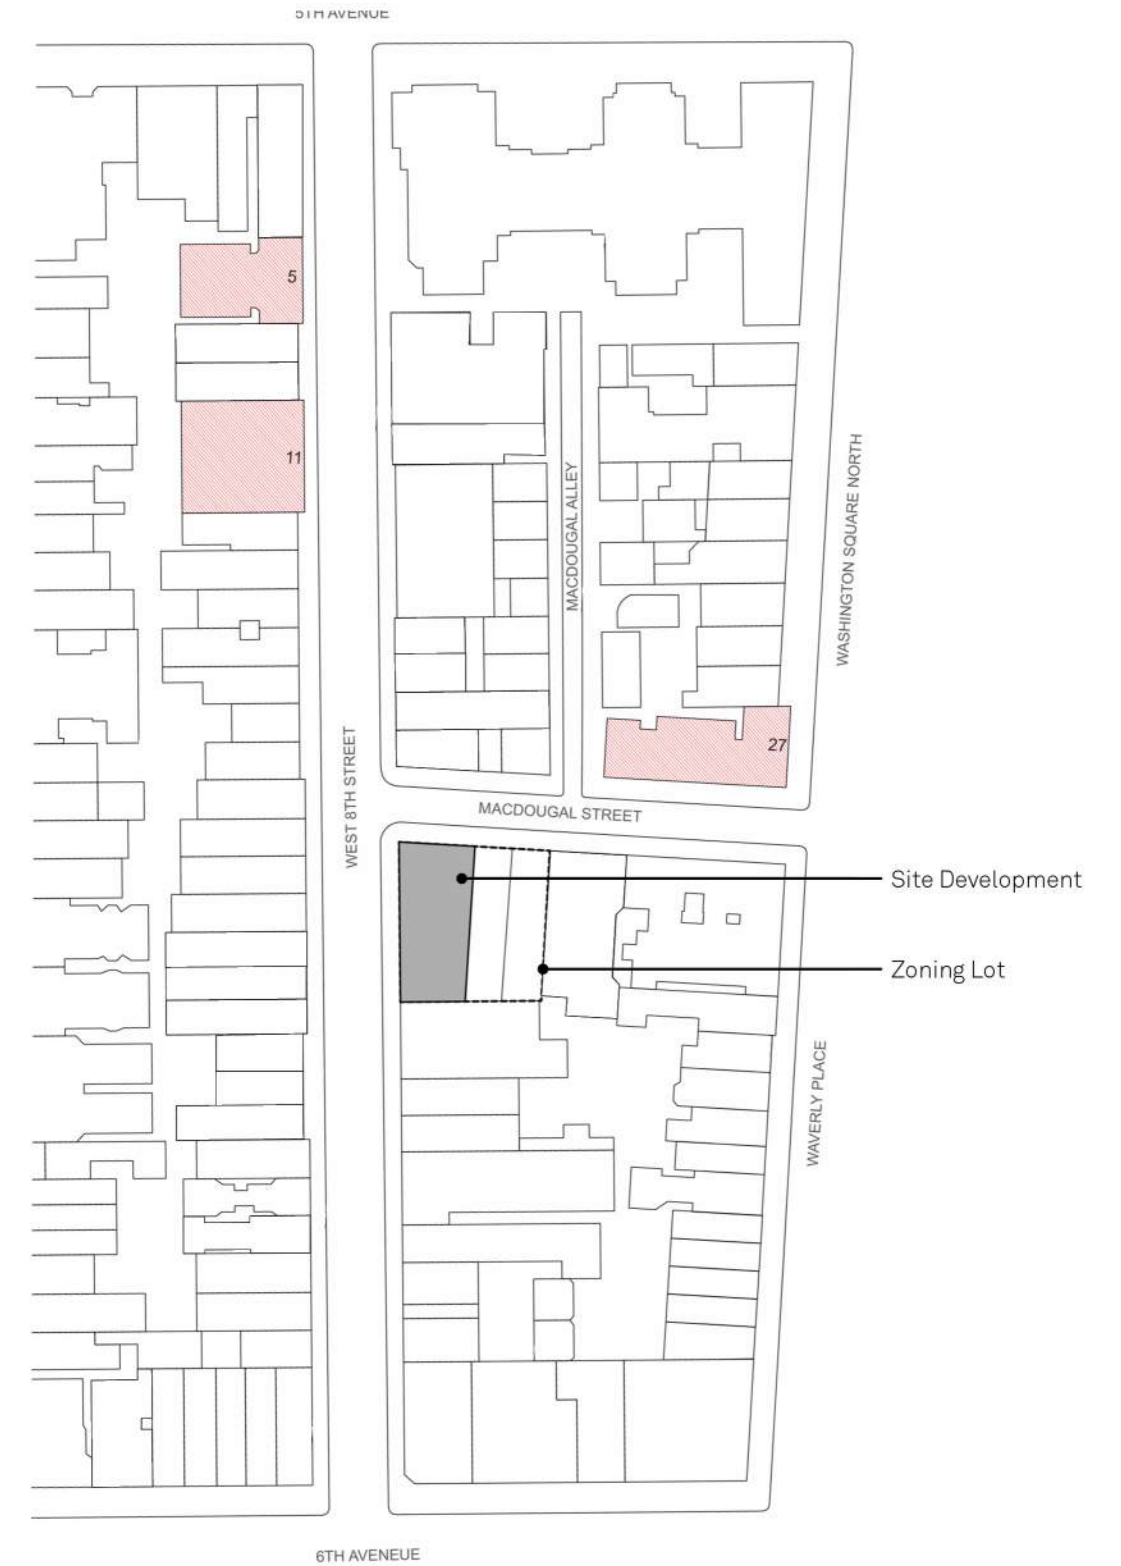 5TH AVENUE
5
11
MACDOUGAL ALLEY
WASHINGTON SQUARE NORTH
27
WEST 8TH STREET
MACDOUGAL STREET
Site Development
Zoning Lot
WAVERLY PLACE
6TH AVENEUE